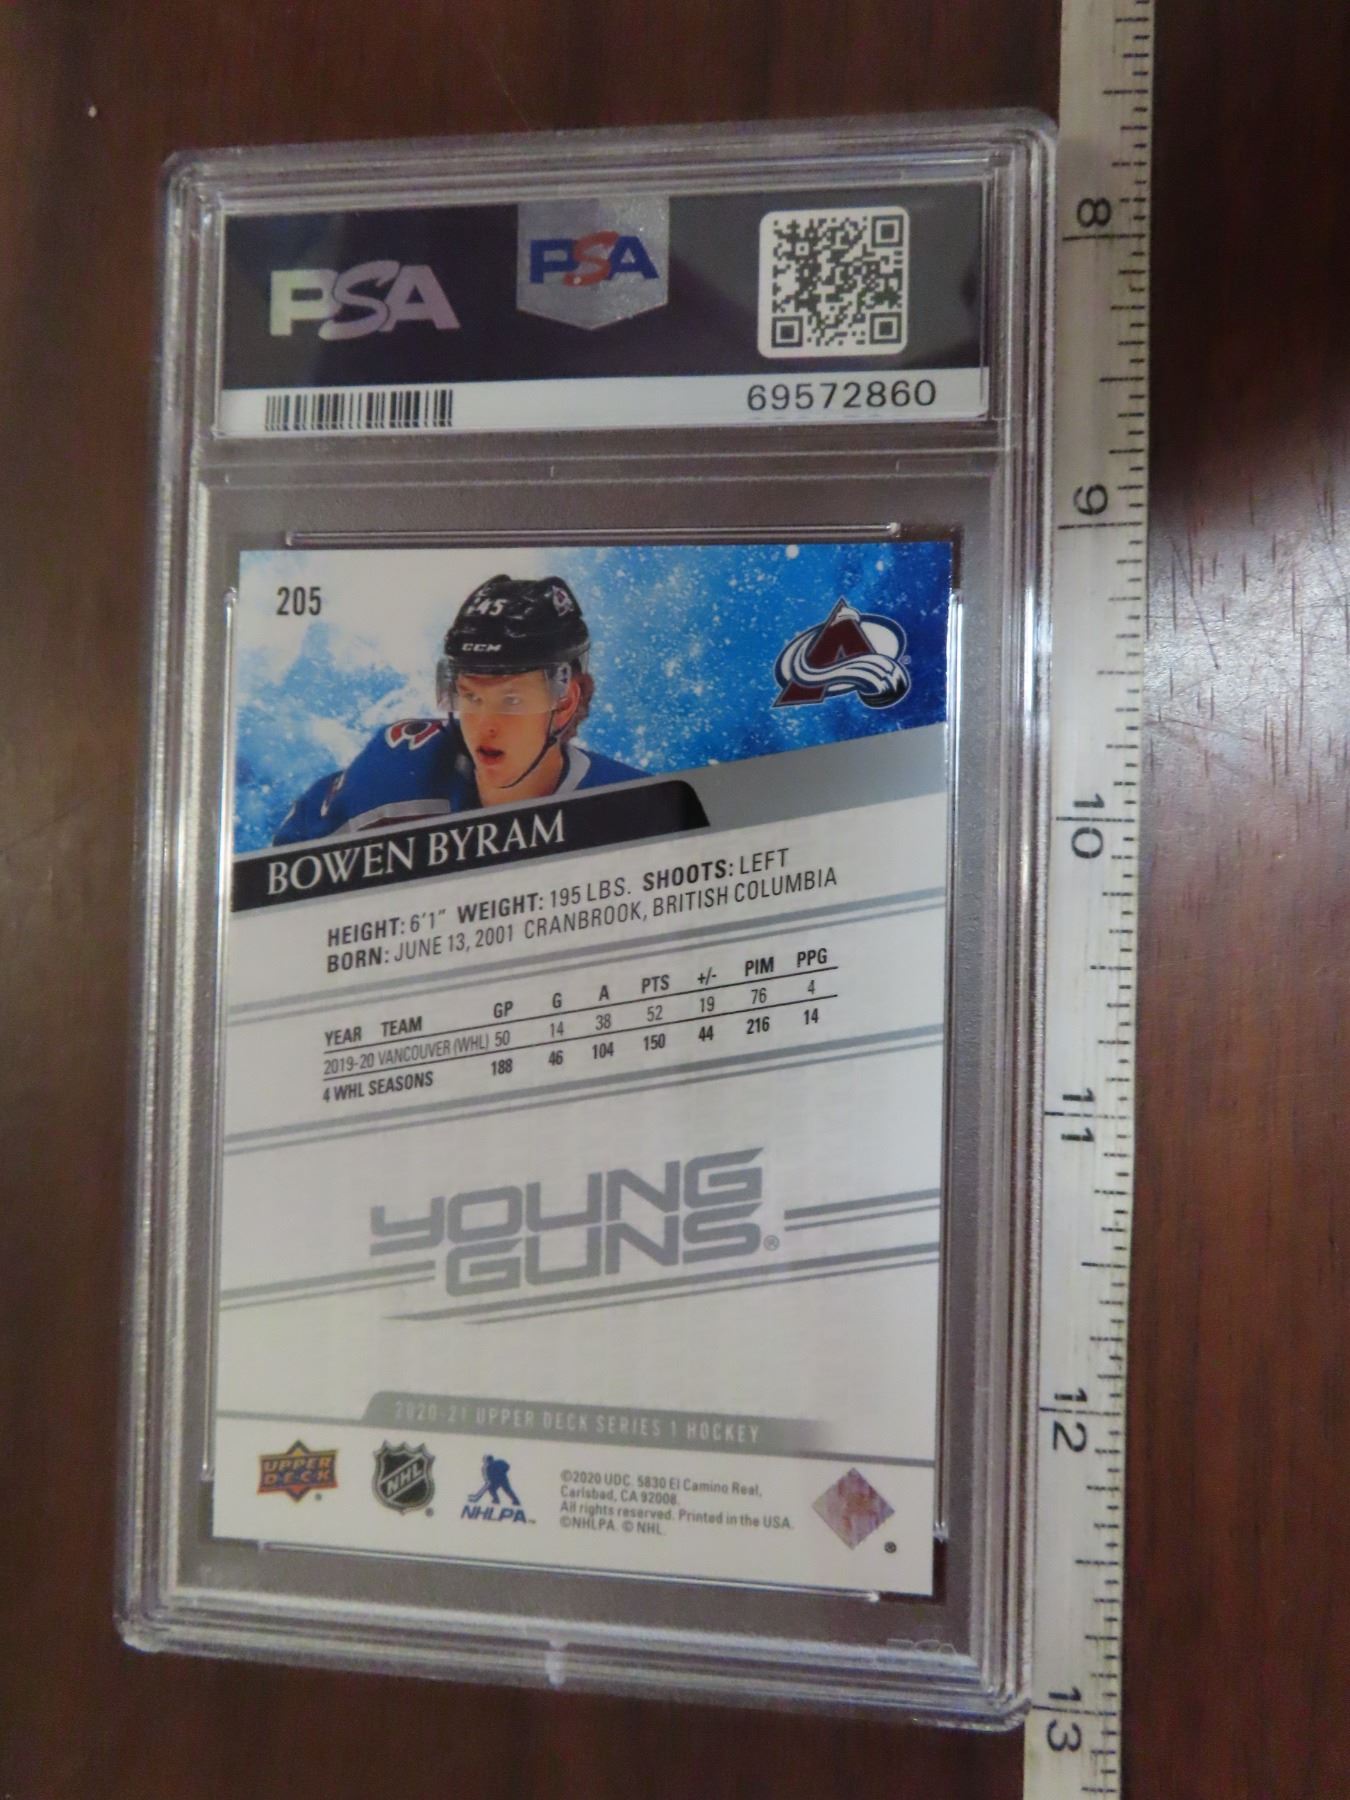 PSA
PSA
69572860
205
45
CCM
BOWEN BYRAM
HEIGHT: 6'1" WEIGHT: 195 LBS. SHOOTS: LEFT
BORN: JUNE 13, 2001 CRANBROOK, BRITISH COLUMBIA
YEAR TEAM GP G A PTS +/- PIM PPG
2019-20 VANCOUVER (WHL) 50 14 38 52 19 76 4
4 WHL SEASONS 188 46 104 150 44 216 14
YOUNG
GUNS®
2020-21 UPPER DECK SERIES 1 HOCKEY
UPPER
DECK®
NHL®
NHLPA™
©2020 UDC. 5830 El Camino Real,
Carlsbad, CA 92008.
All rights reserved. Printed in the USA.
©NHLPA. © NHL.
®
PSA
8
9
10
11
12
13